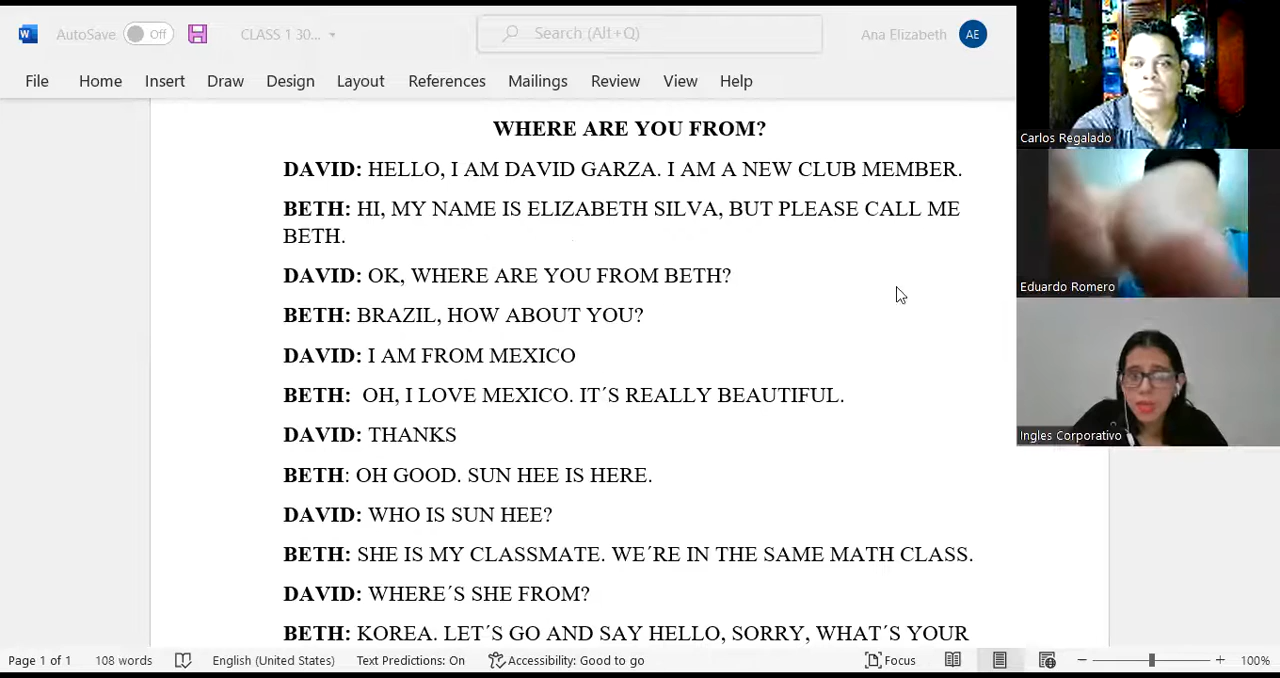 AutoSave Off CLASS 1 30... Search (Alt+Q) Ana Elizabeth AE
File Home Insert Draw Design Layout References Mailings Review View Help
WHERE ARE YOU FROM?
DAVID: HELLO, I AM DAVID GARZA. I AM A NEW CLUB MEMBER.
BETH: HI, MY NAME IS ELIZABETH SILVA, BUT PLEASE CALL ME
BETH.
DAVID: OK, WHERE ARE YOU FROM BETH?
BETH: BRAZIL, HOW ABOUT YOU?
DAVID: I AM FROM MEXICO
BETH: OH, I LOVE MEXICO. IT´S REALLY BEAUTIFUL.
DAVID: THANKS
BETH: OH GOOD. SUN HEE IS HERE.
DAVID: WHO IS SUN HEE?
BETH: SHE IS MY CLASSMATE. WE´RE IN THE SAME MATH CLASS.
DAVID: WHERE´S SHE FROM?
BETH: KOREA. LET´S GO AND SAY HELLO, SORRY, WHAT´S YOUR
Page 1 of 1 108 words English (United States) Text Predictions: On Accessibility: Good to go Focus 100%
Carlos Regalado
Eduardo Romero
Ingles Corporativo